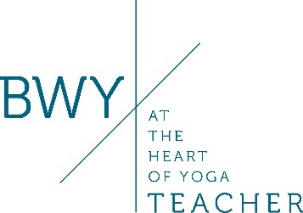 BWY
AT
THE
HEART
OF YOGA
TEACHER